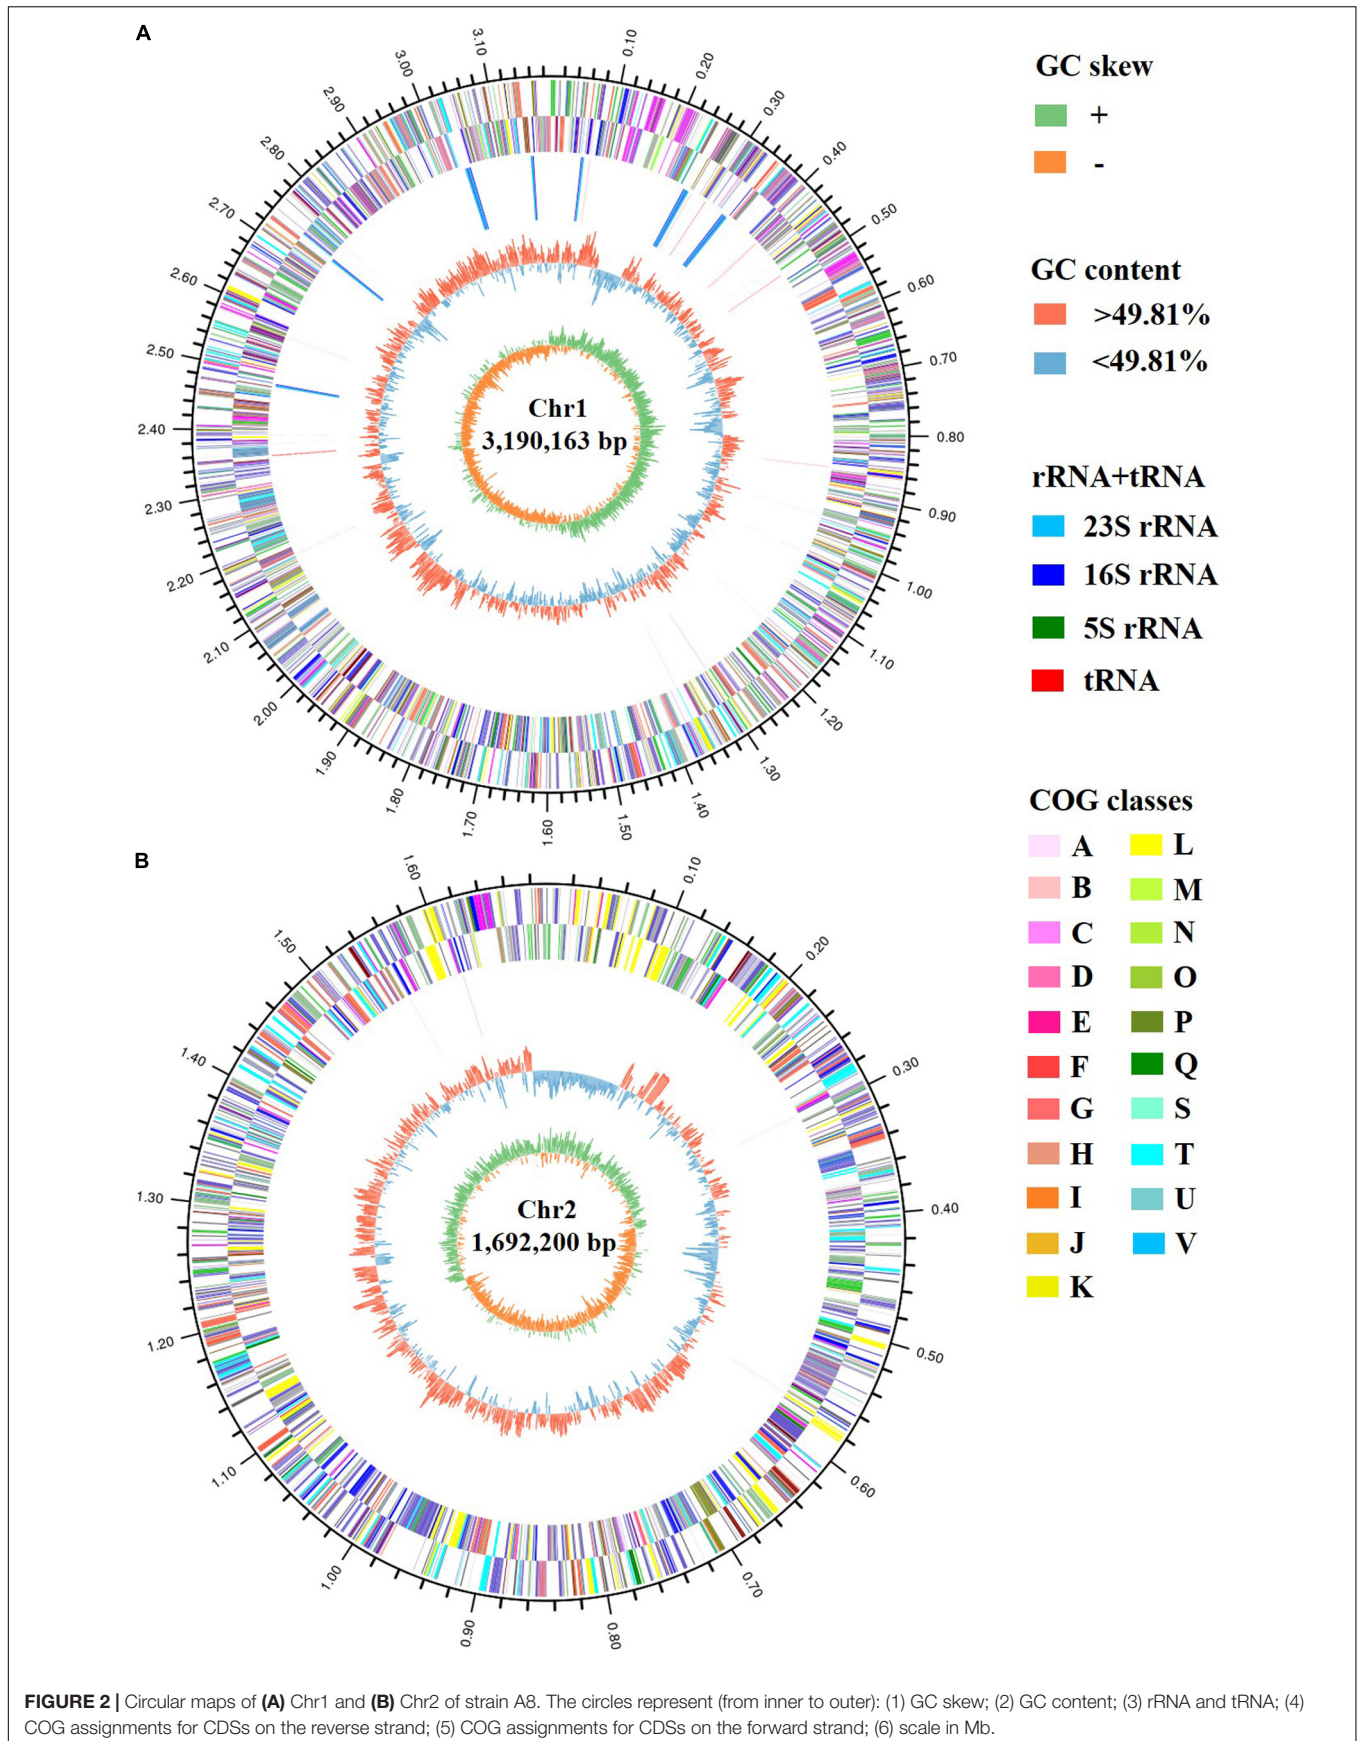 A
0.10
0.20
0.30
0.40
0.50
0.60
0.70
0.80
0.90
1.00
1.10
1.20
1.30
1.40
1.50
1.60
1.70
1.80
1.90
2.00
2.10
2.20
2.30
2.40
2.50
2.60
2.70
2.80
2.90
3.00
3.10
Chr1
3,190,163 bp
GC skew
+
-
GC content
>49.81%
<49.81%
rRNA+tRNA
23S rRNA
16S rRNA
5S rRNA
tRNA
COG classes
A L
B M
C N
D O
E P
F Q
G S
H T
I U
J V
K
B
0.10
0.20
0.30
0.40
0.50
0.60
0.70
0.80
0.90
1.00
1.10
1.20
1.30
1.40
1.50
1.60
Chr2
1,692,200 bp
FIGURE 2 | Circular maps of (A) Chr1 and (B) Chr2 of strain A8. The circles represent (from inner to outer): (1) GC skew; (2) GC content; (3) rRNA and tRNA; (4)
COG assignments for CDSs on the reverse strand; (5) COG assignments for CDSs on the forward strand; (6) scale in Mb.